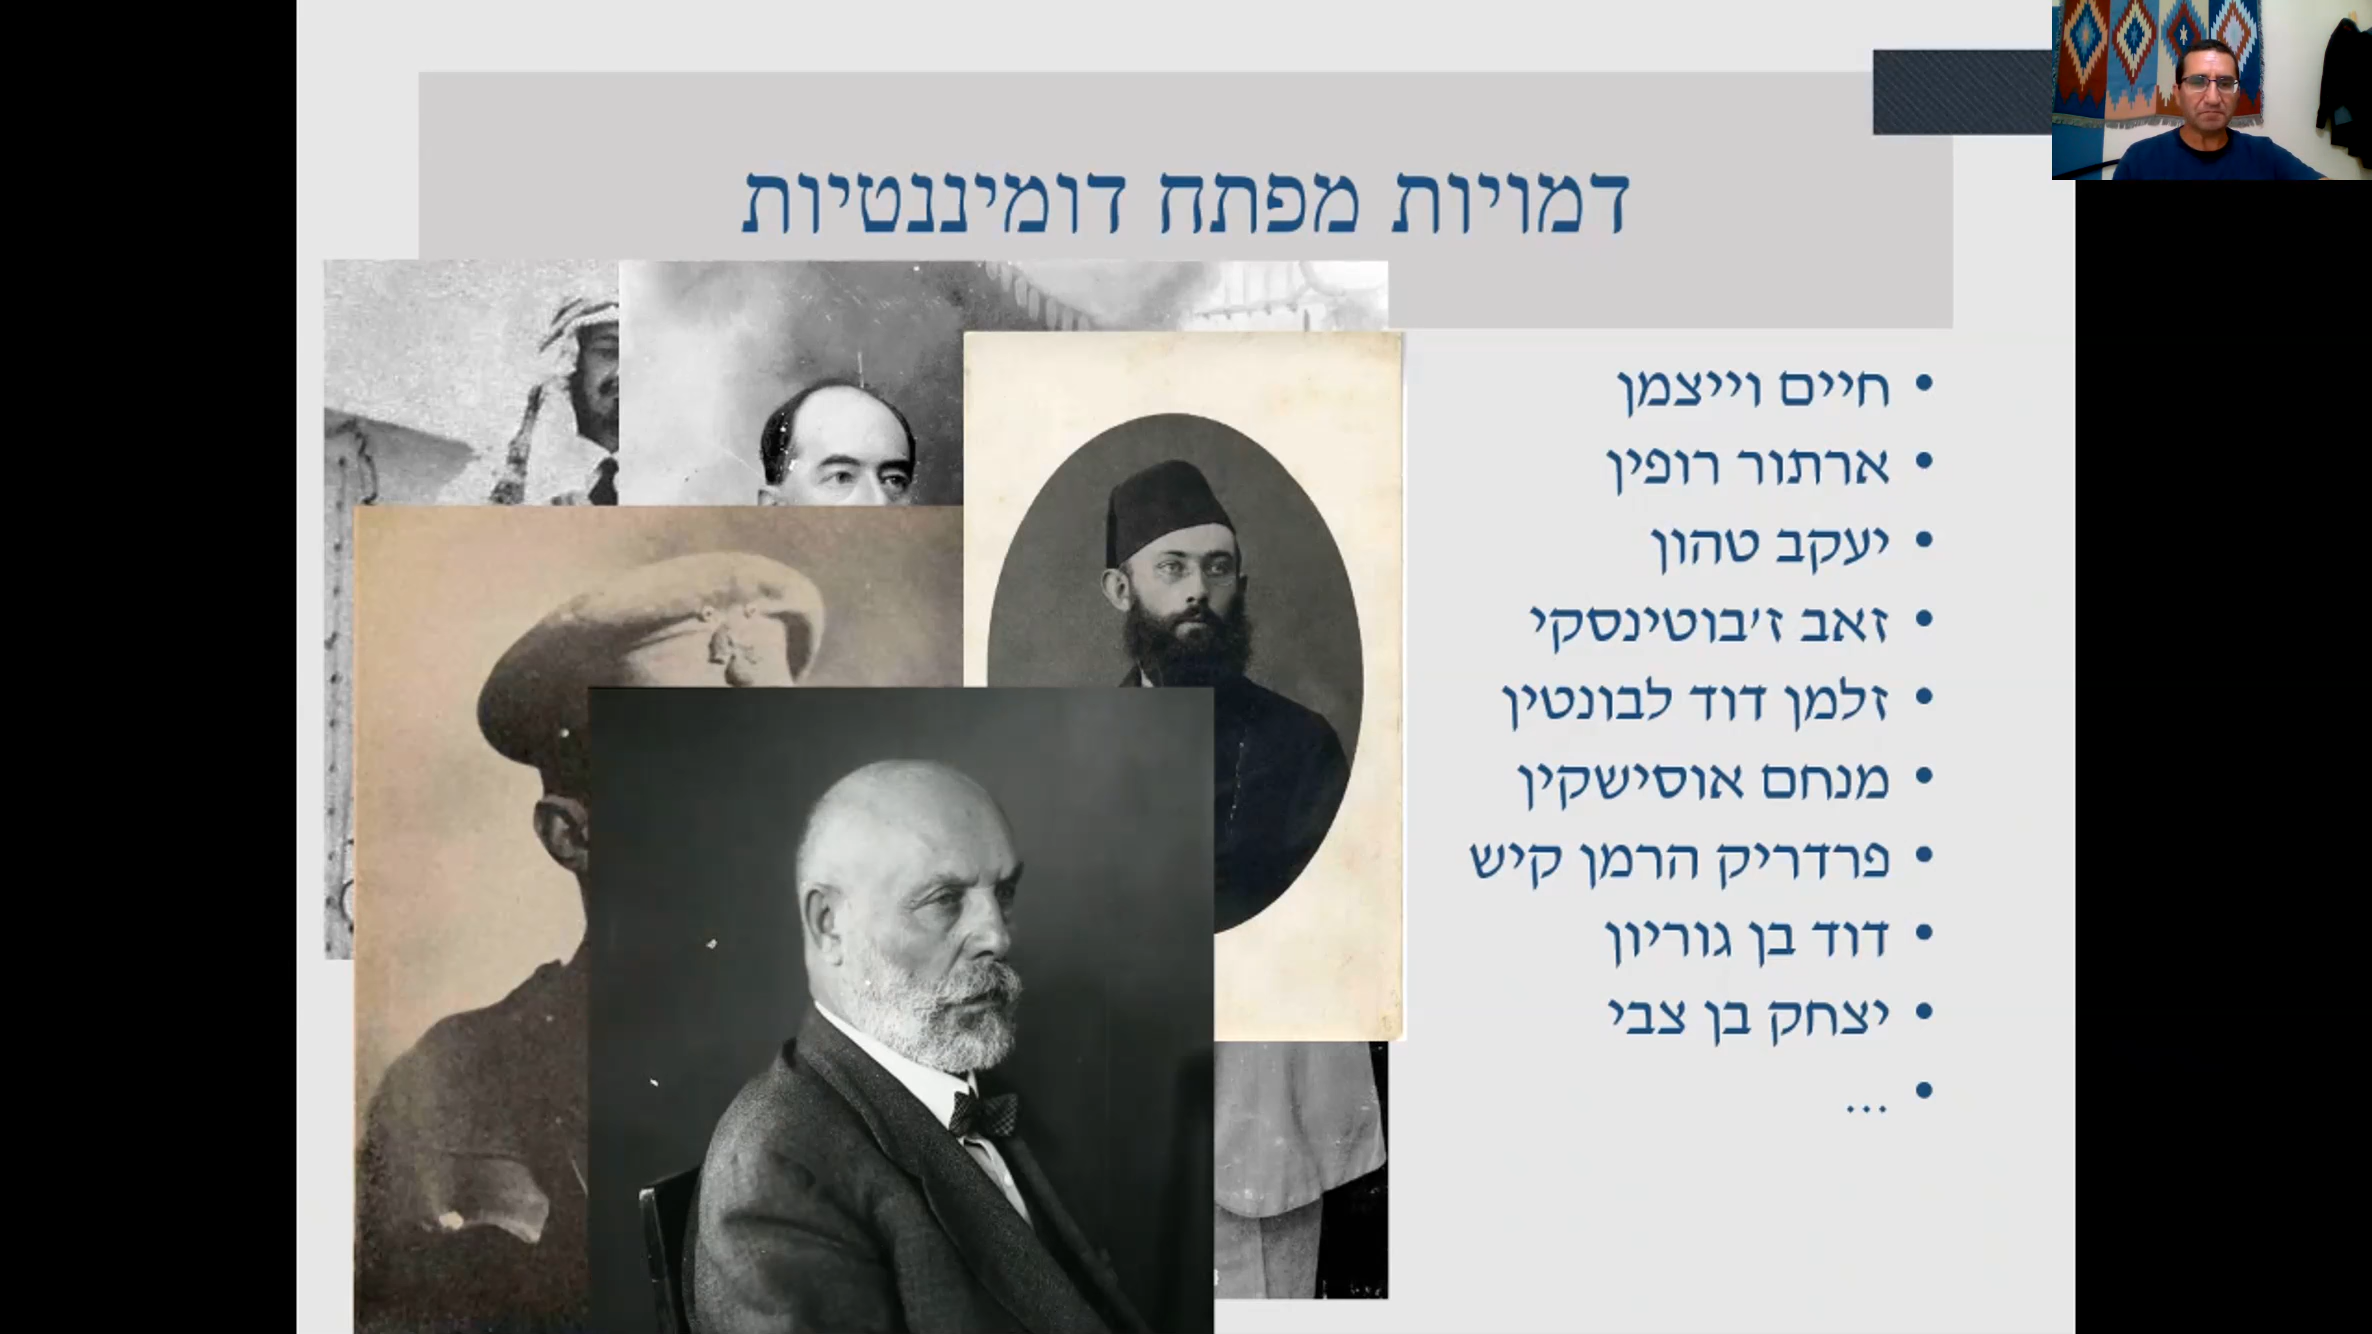 דמויות מפתח דומיננטיות
• חיים וייצמן
• ארתור רופין
• יעקב טהון
• זאב ז'בוטינסקי
• זלמן דוד לבונטין
• מנחם אוסישקין
• פרדריק הרמן קיש
• דוד בן גוריון
• יצחק בן צבי
• ...